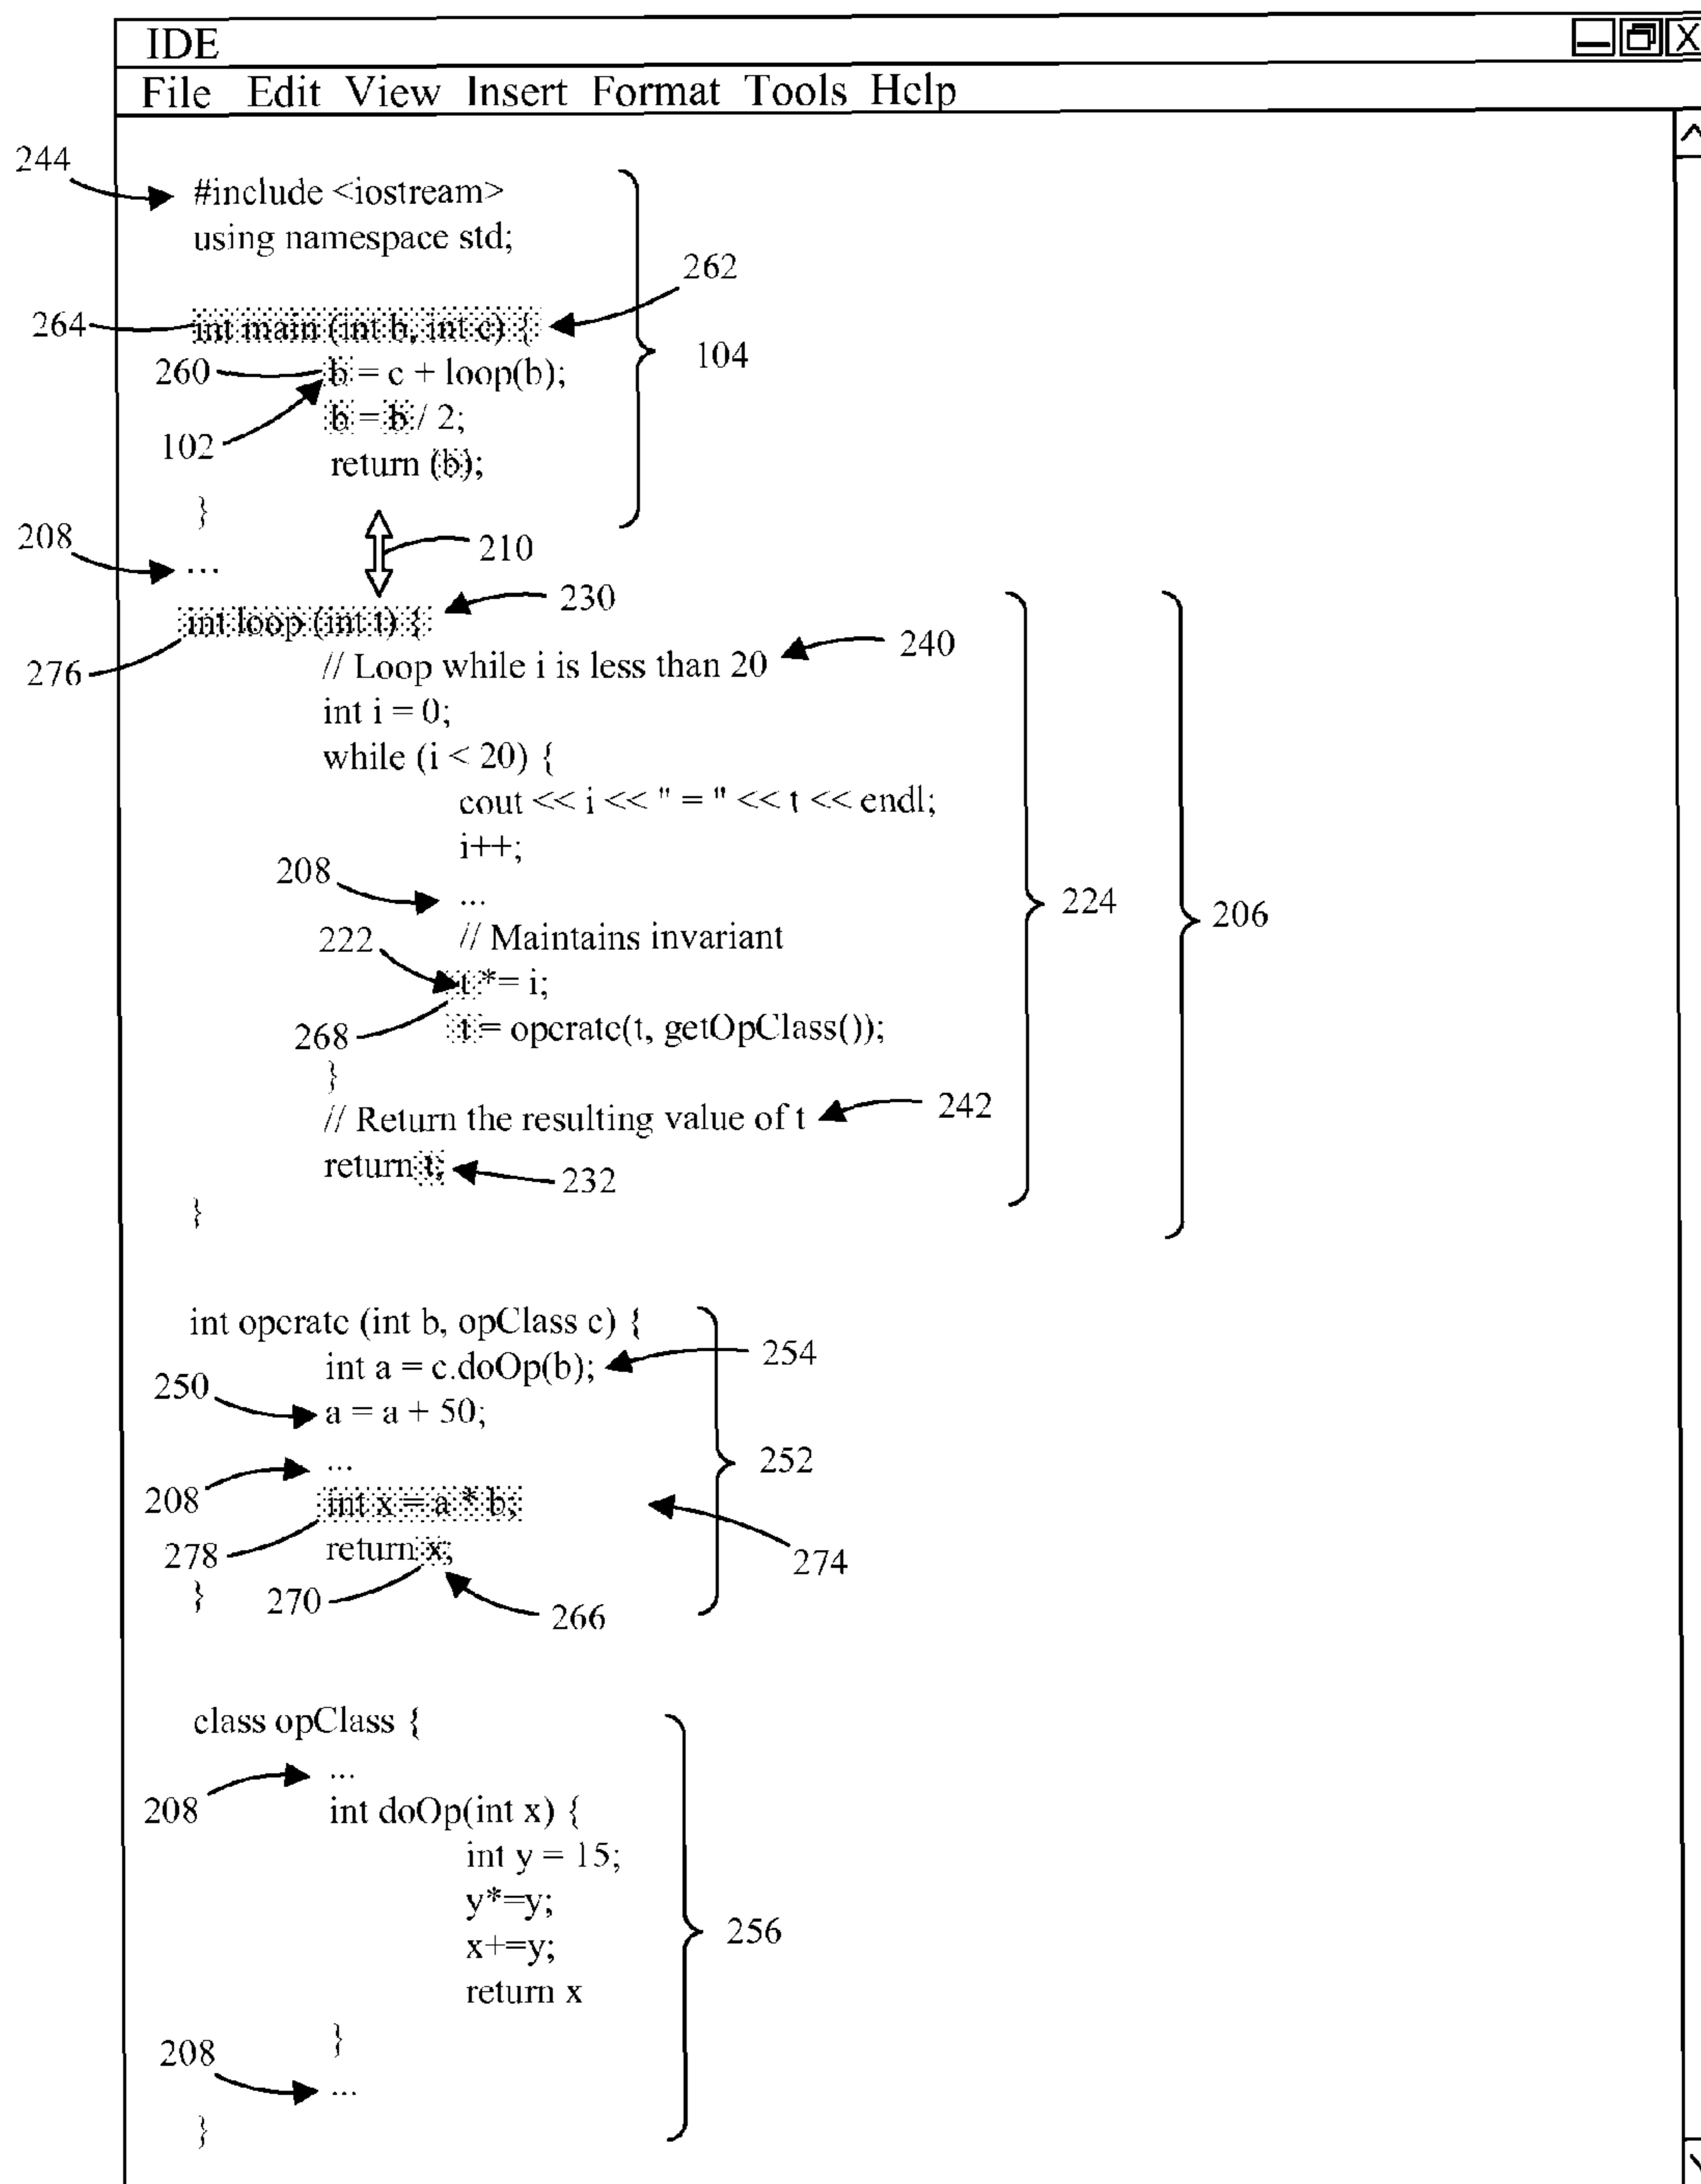 IDE
File Edit View Insert Format Tools Help
244
#include <iostream>
using namespace std;
262
264
int main (int b, int c) {
104
260
b = c + loop(b);
b = b / 2;
102
return (b);
}
208
210
...
230
int loop (int t) {
240
276
// Loop while i is less than 20
int i = 0;
while (i < 20) {
cout << i << " = " << t << endl;
i++;
208
...
224
206
222
// Maintains invariant
t *= i;
268
t = operate(t, getOpClass());
}
242
// Return the resulting value of t
return t;
232
}
int operate (int b, opClass c) {
254
int a = c.doOp(b);
250
a = a + 50;
252
...
208
int x = a * b;
278
return x;
274
}
270
266
class opClass {
...
208
int doOp(int x) {
int y = 15;
y*=y;
256
x+=y;
return x
}
208
...
}